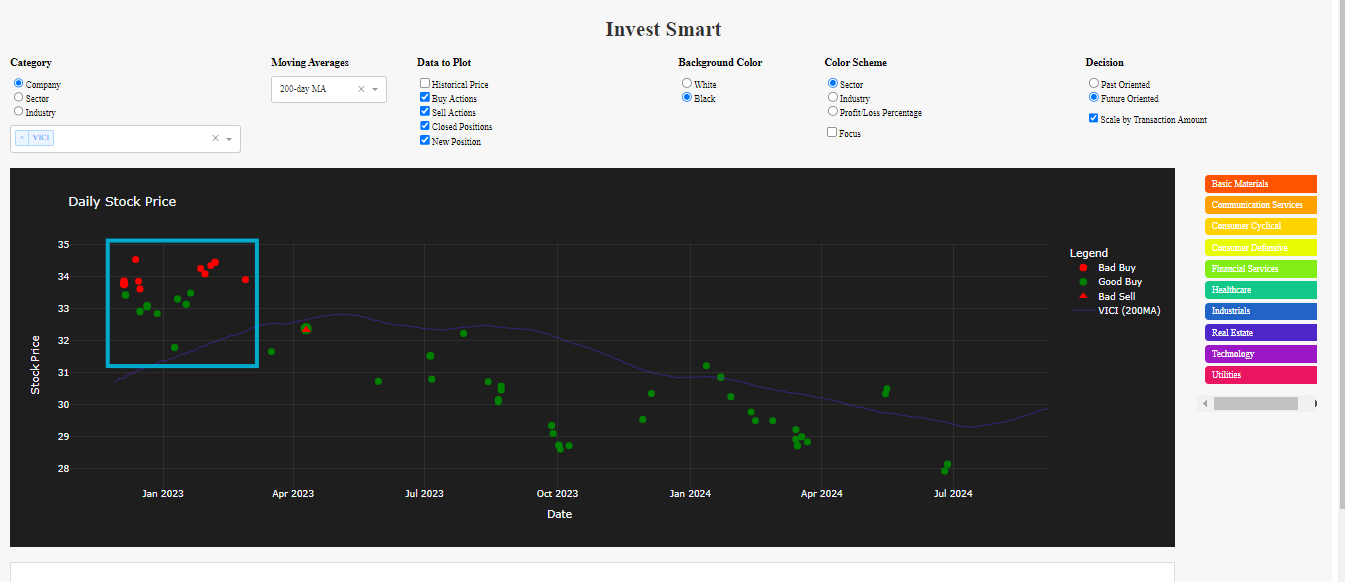 Invest Smart
Category
Company
Sector
Industry
× VICI
Moving Averages
200-day MA
Data to Plot
Historical Price
Buy Actions
Sell Actions
Closed Positions
New Position
Background Color
White
Black
Color Scheme
Sector
Industry
Profit/Loss Percentage
Focus
Decision
Past Oriented
Future Oriented
Scale by Transaction Amount
Daily Stock Price
Stock Price
35
34
33
32
31
30
29
28
Jan 2023
Apr 2023
Jul 2023
Oct 2023
Jan 2024
Apr 2024
Jul 2024
Date
Legend
Bad Buy
Good Buy
Bad Sell
VICI (200MA)
Basic Materials
Communication Services
Consumer Cyclical
Consumer Defensive
Financial Services
Healthcare
Industrials
Real Estate
Technology
Utilities